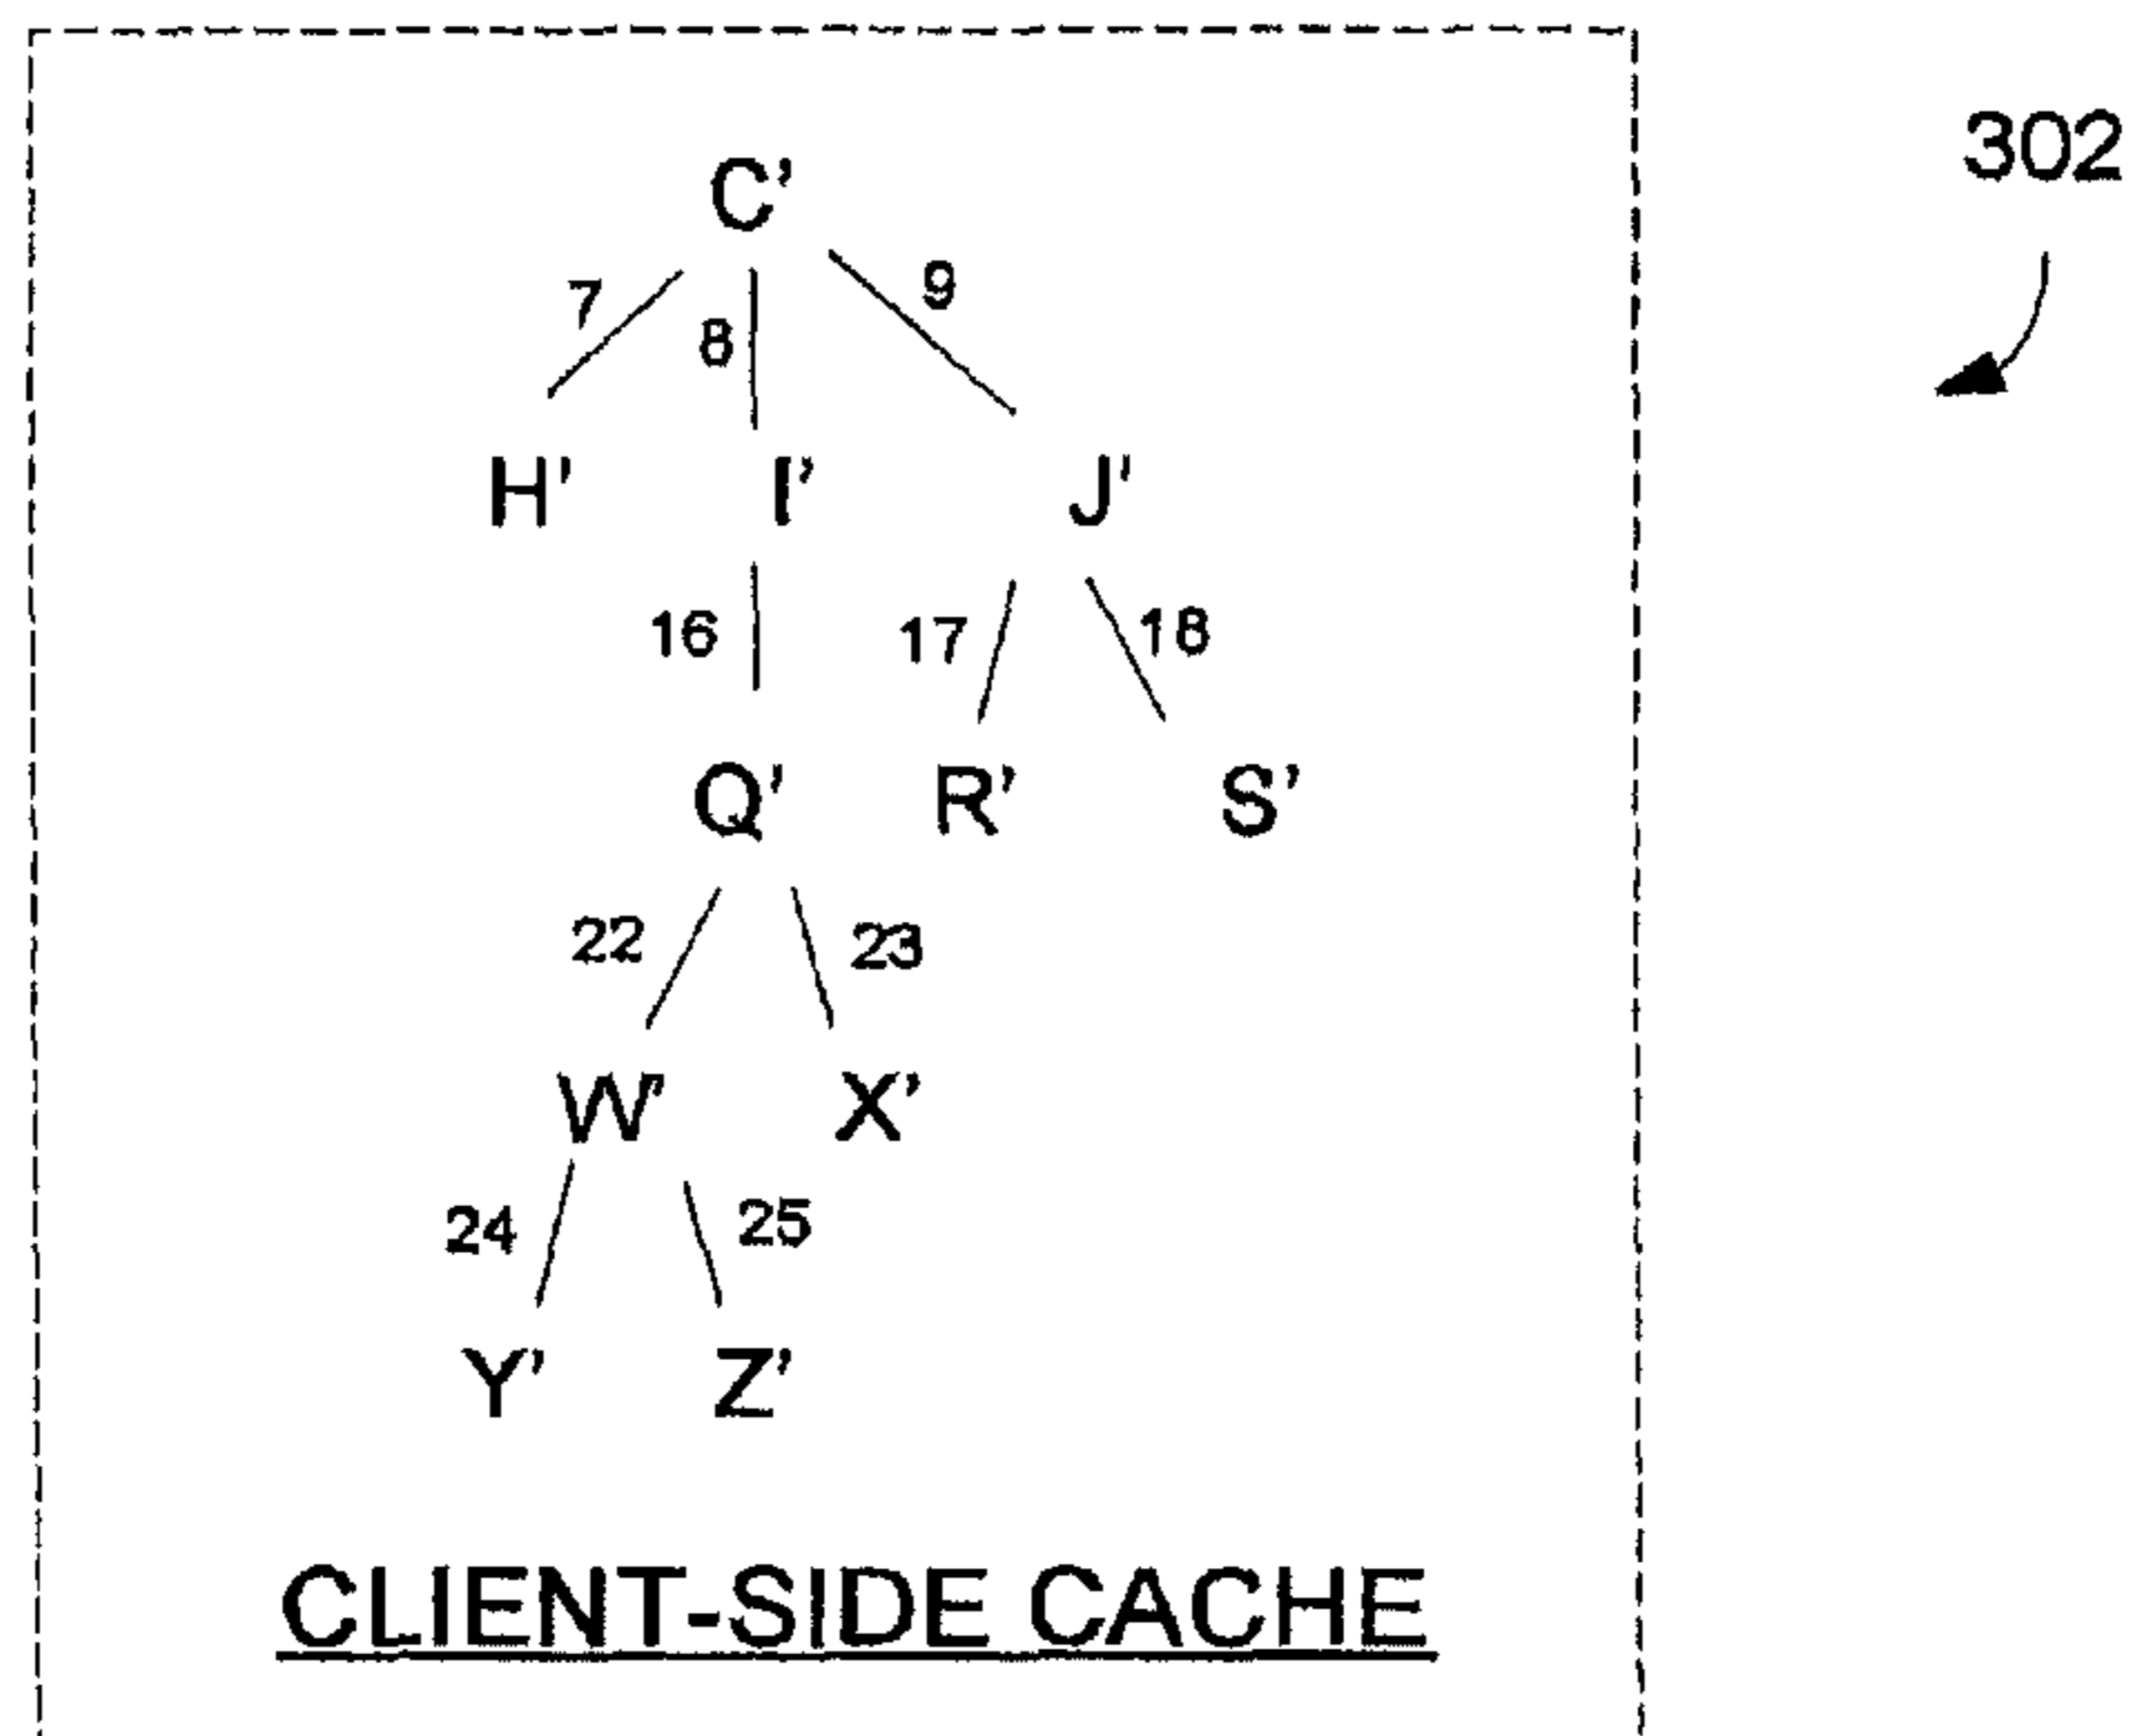 302
C'
7 8 9
H' I' J'
16 17 18
Q' R' S'
22 23
W' X'
24 25
Y' Z'
CLIENT-SIDE CACHE